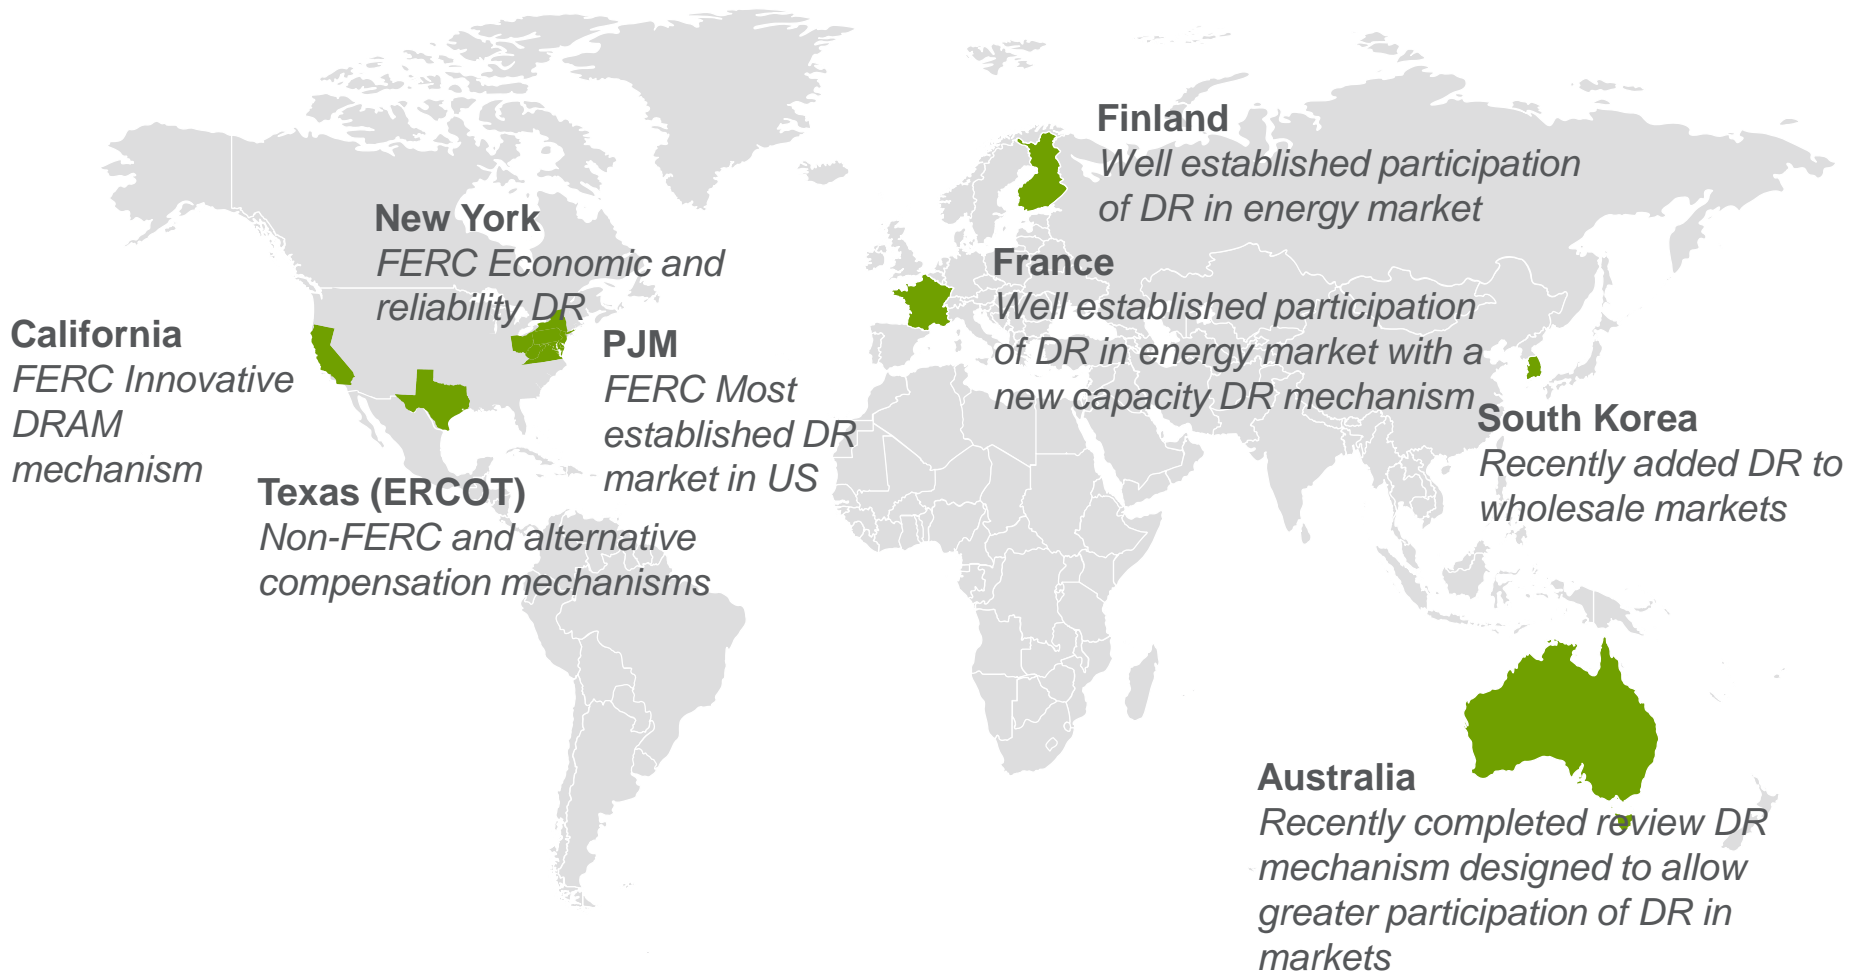 Finland
Well established participation
of DR in energy market
New York
FERC Economic and
reliability DR
France
Well established participation
of DR in energy market with a
new capacity DR mechanism
California
FERC Innovative
DRAM
mechanism
PJM
FERC Most
established DR
market in US
South Korea
Recently added DR to
wholesale markets
Texas (ERCOT)
Non-FERC and alternative
compensation mechanisms
Australia
Recently completed review DR
mechanism designed to allow
greater participation of DR in
markets